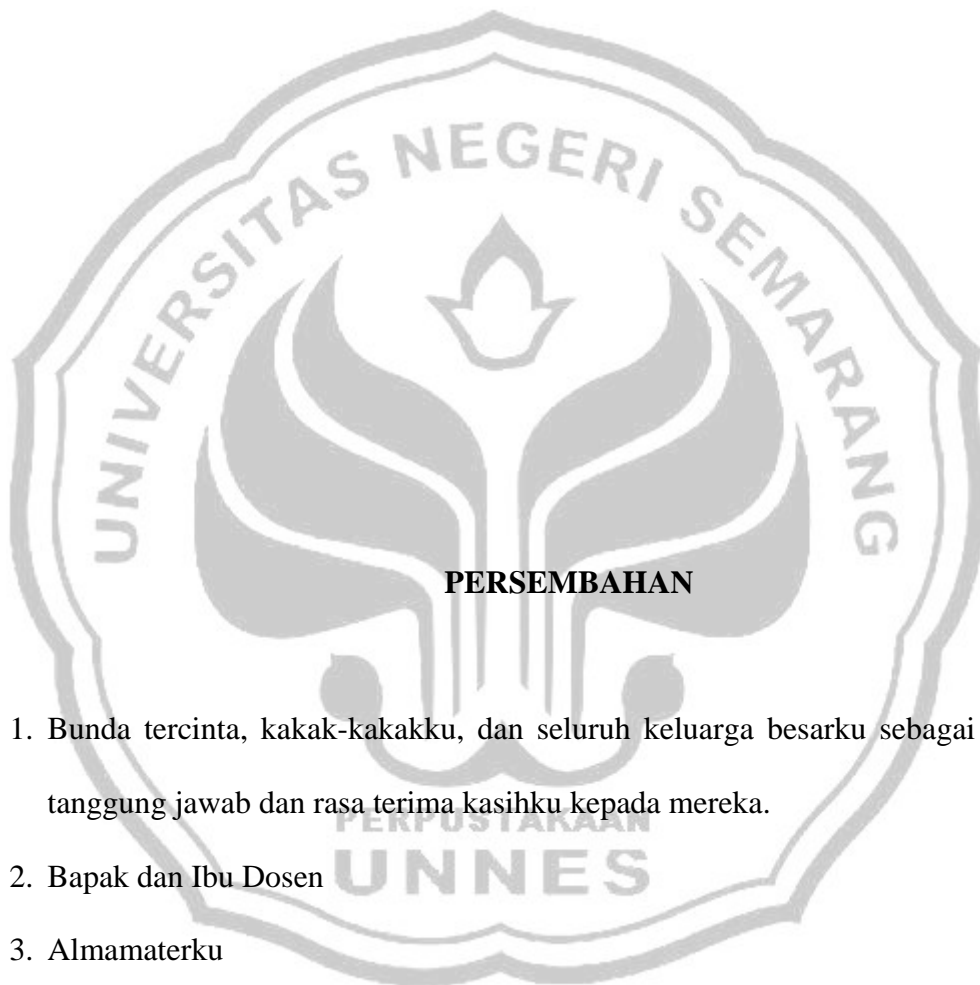 UNIVERSITAS NEGERI SEMARANG
PERSEMBAHAN
1. Bunda tercinta, kakak-kakakku, dan seluruh keluarga besarku sebagai
tanggung jawab dan rasa terima kasihku kepada mereka.
PERPUSTAKAAN
UNNES
2. Bapak dan Ibu Dosen
3. Almamaterku